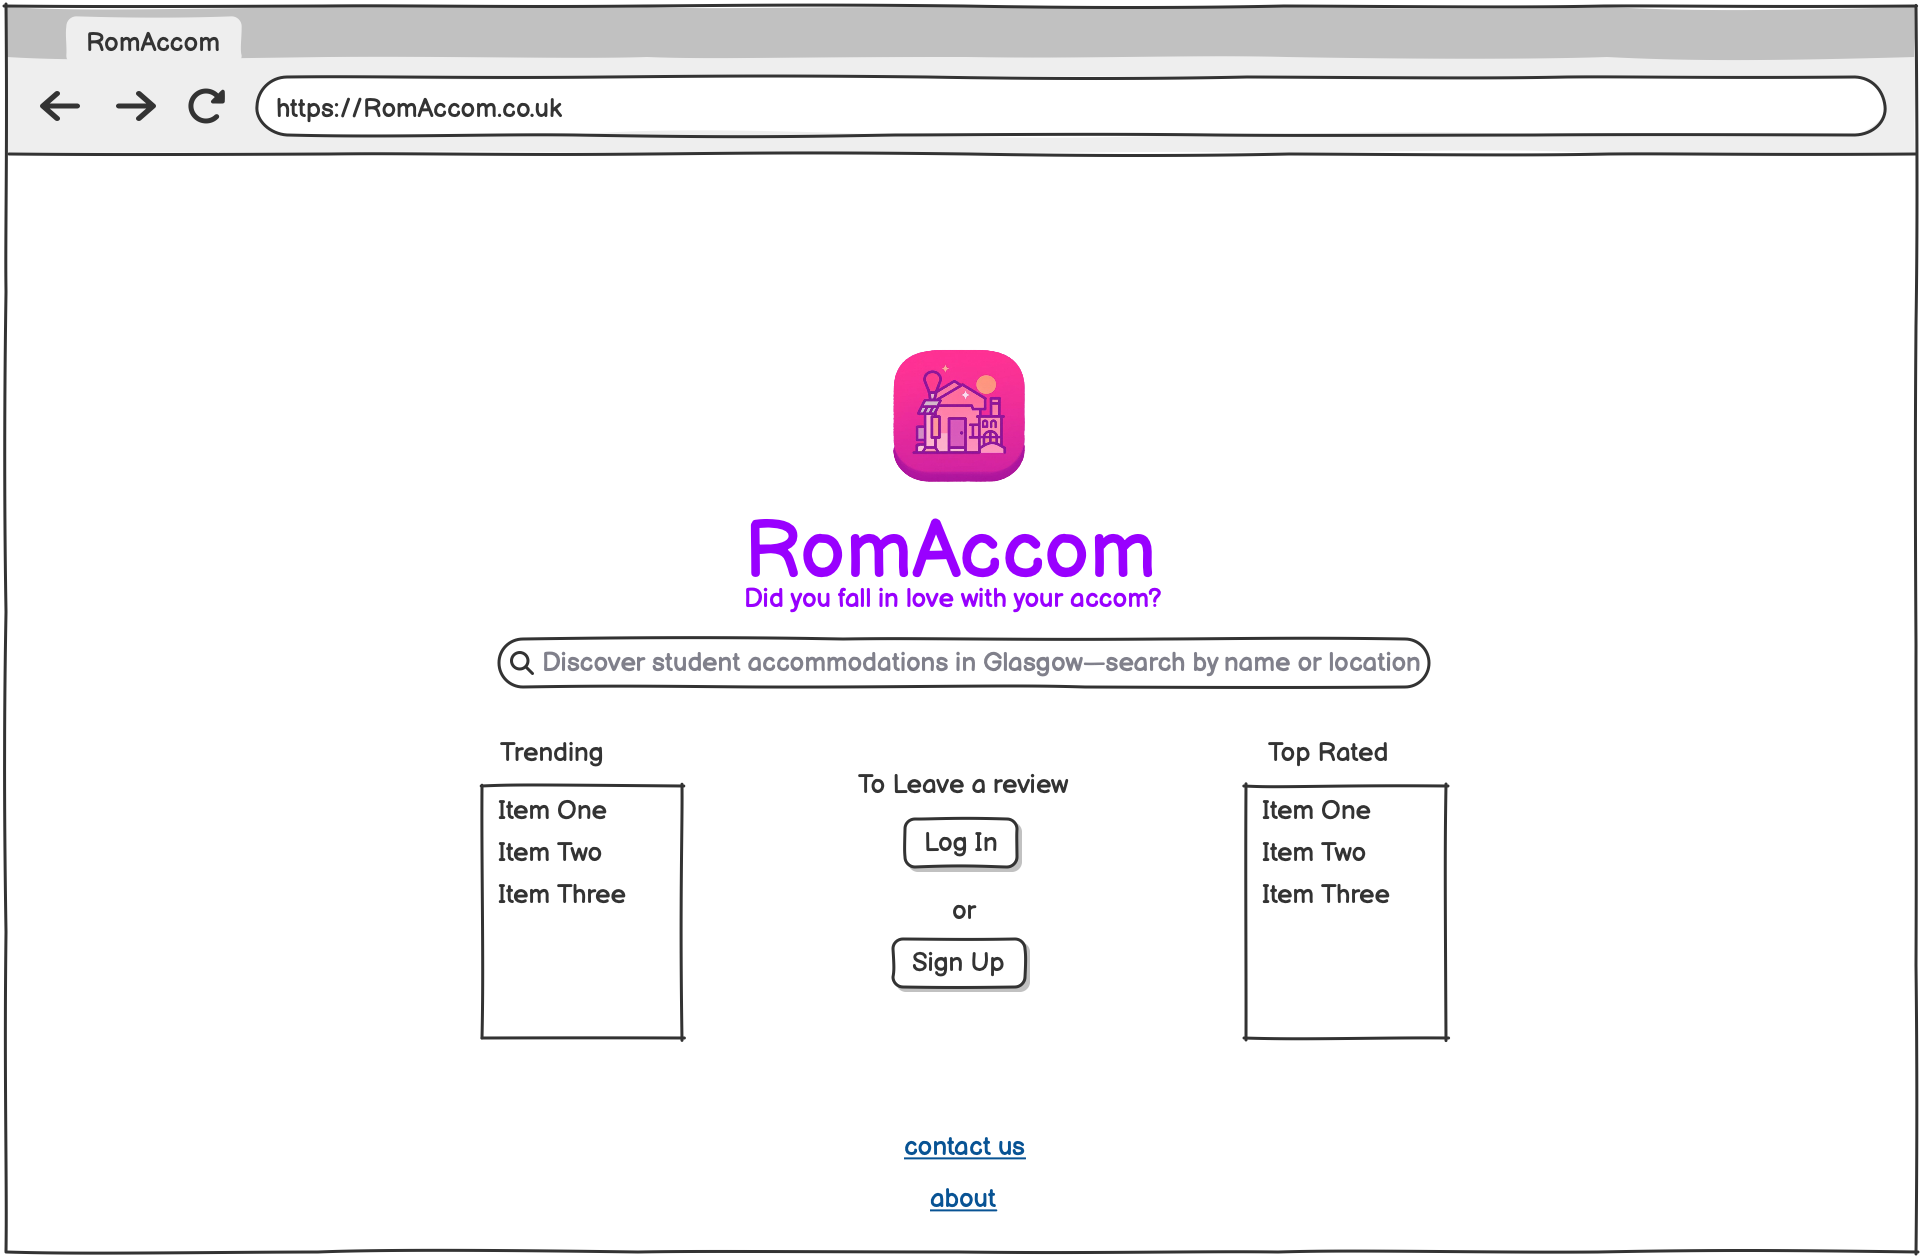 RomAccom
https://RomAccom.co.uk
RomAccom
Did you fall in love with your accom?
Discover student accommodations in Glasgow—search by name or location
Trending
Item One
Item Two
Item Three
To Leave a review
Log In
or
Sign Up
Top Rated
Item One
Item Two
Item Three
contact us
about